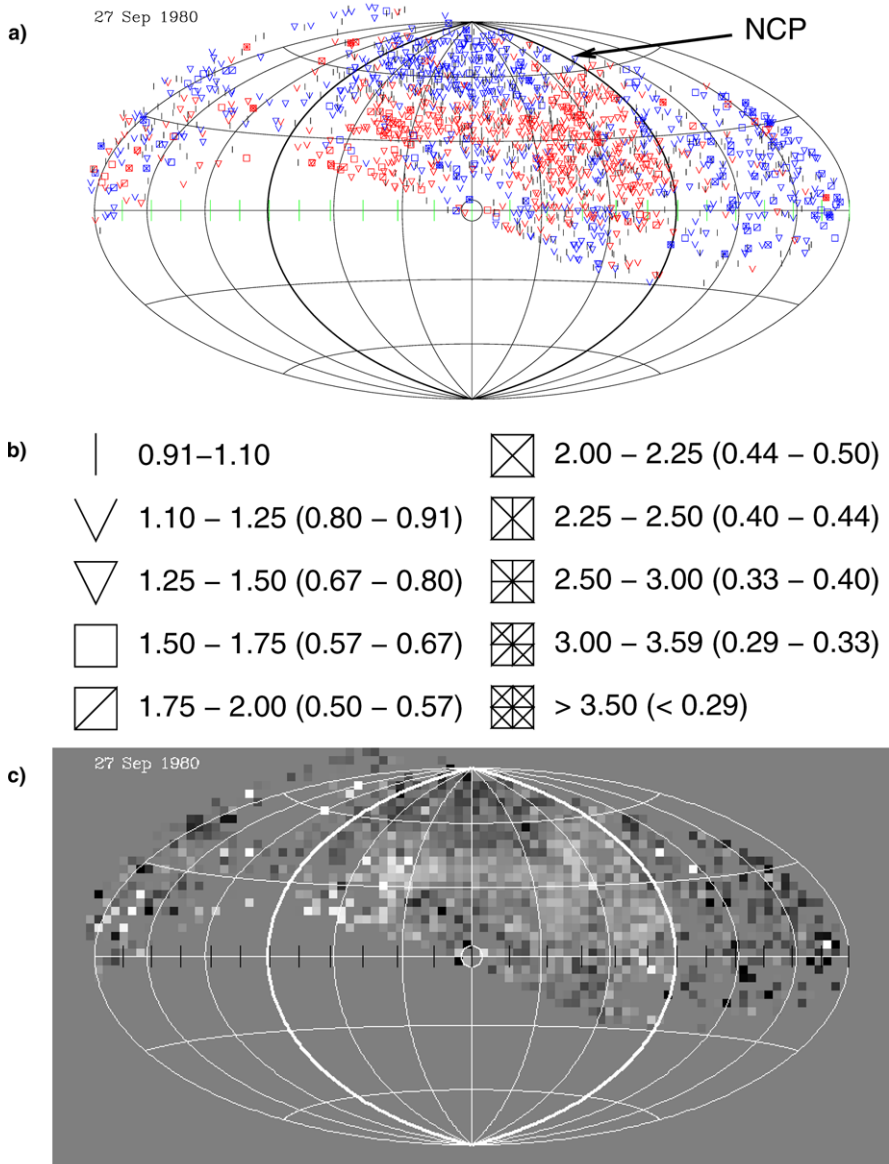 a)
27 Sep 1980
NCP
b)
0.91–1.10
1.10 – 1.25 (0.80 – 0.91)
1.25 – 1.50 (0.67 – 0.80)
1.50 – 1.75 (0.57 – 0.67)
1.75 – 2.00 (0.50 – 0.57)
2.00 – 2.25 (0.44 – 0.50)
2.25 – 2.50 (0.40 – 0.44)
2.50 – 3.00 (0.33 – 0.40)
3.00 – 3.59 (0.29 – 0.33)
> 3.50 (< 0.29)
c)
27 Sep 1980